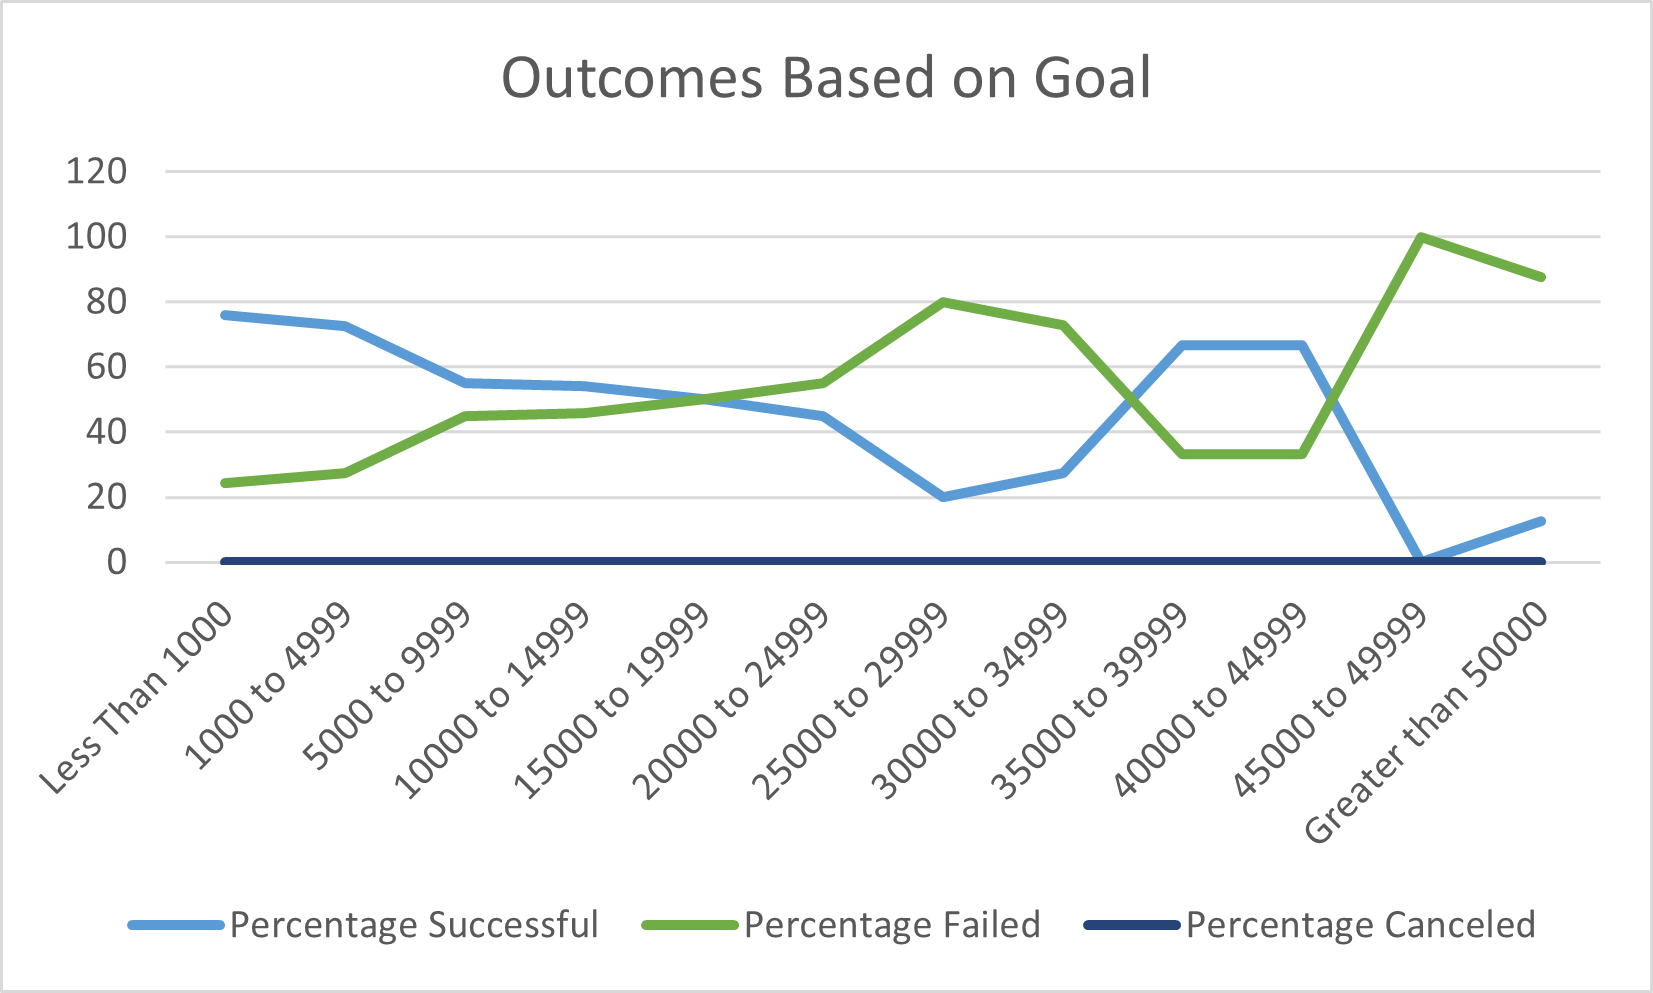 Outcomes Based on Goal
120
100
80
60
40
20
0
Less Than 1000
1000 to 4999
5000 to 9999
10000 to 14999
15000 to 19999
20000 to 24999
25000 to 29999
30000 to 34999
35000 to 39999
40000 to 44999
45000 to 49999
Greater than 50000
Percentage Successful
Percentage Failed
Percentage Canceled